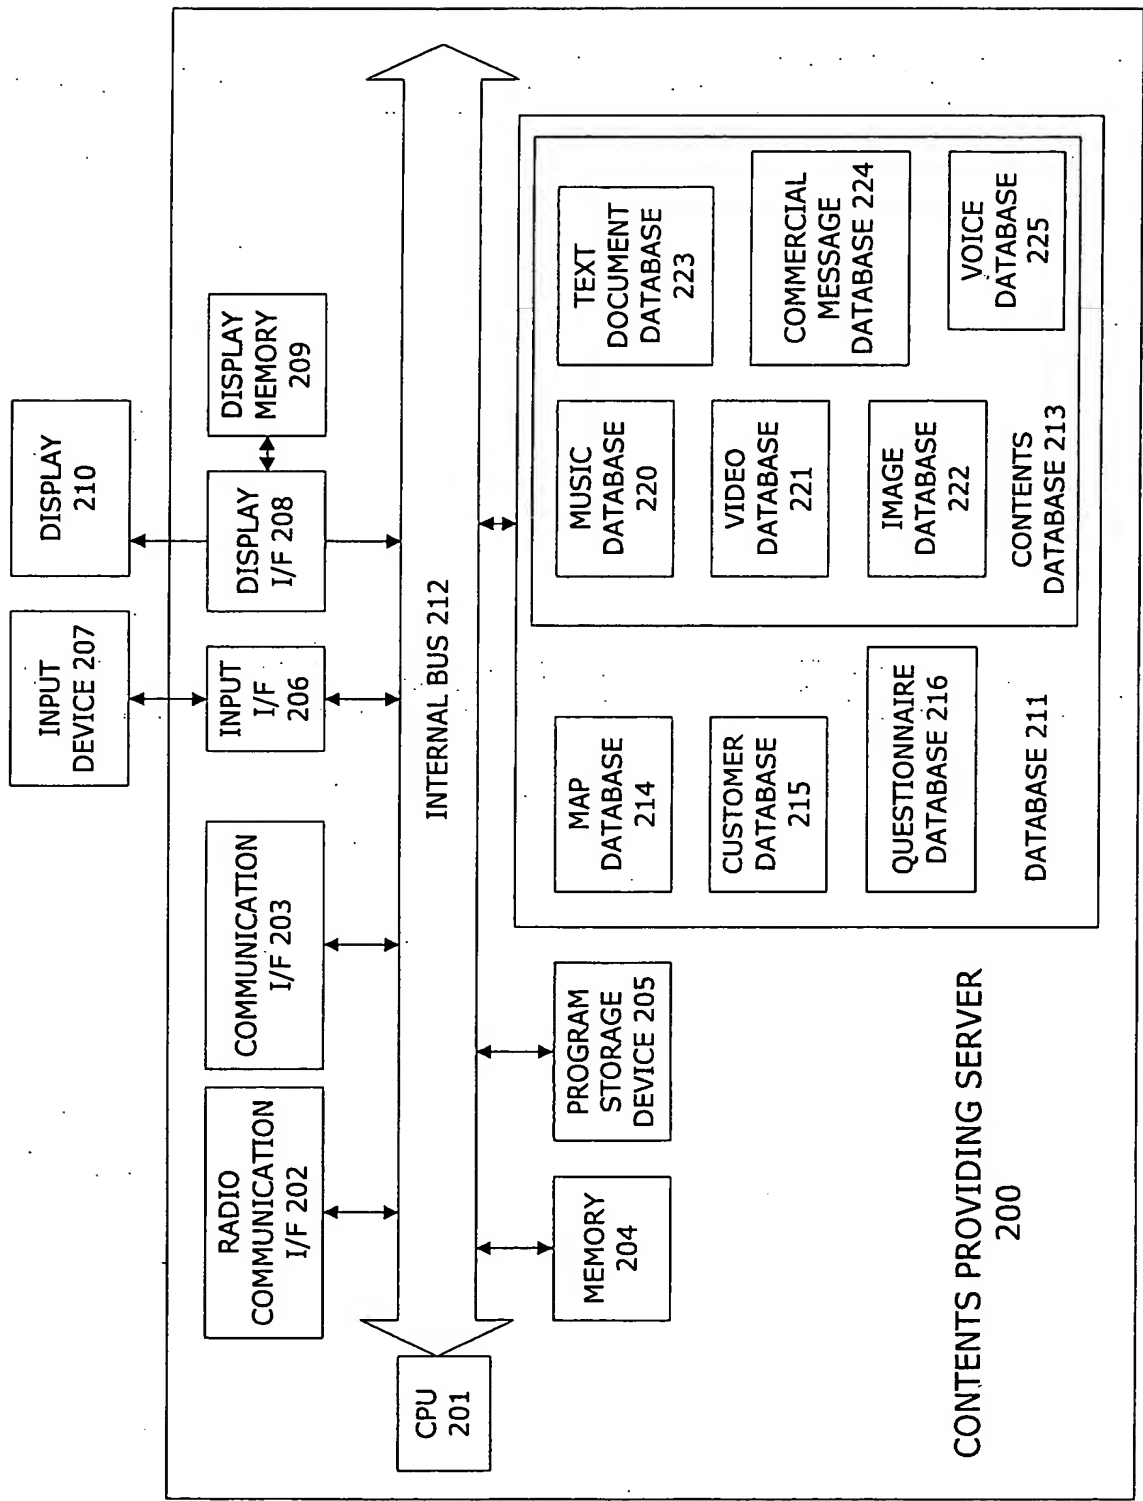 INPUT
DEVICE 207
DISPLAY
210
RADIO
COMMUNICATION
I/F 202
COMMUNICATION
I/F 203
INPUT
I/F
206
DISPLAY
I/F 208
DISPLAY
MEMORY
209
CPU
201
INTERNAL BUS 212
MEMORY
204
PROGRAM
STORAGE
DEVICE 205
MAP
DATABASE
214
CUSTOMER
DATABASE
215
QUESTIONNAIRE
DATABASE 216
DATABASE 211
MUSIC
DATABASE
220
VIDEO
DATABASE
221
IMAGE
DATABASE
222
CONTENTS
DATABASE 213
TEXT
DOCUMENT
DATABASE
223
COMMERCIAL
MESSAGE
DATABASE 224
VOICE
DATABASE
225
CONTENTS PROVIDING SERVER
200